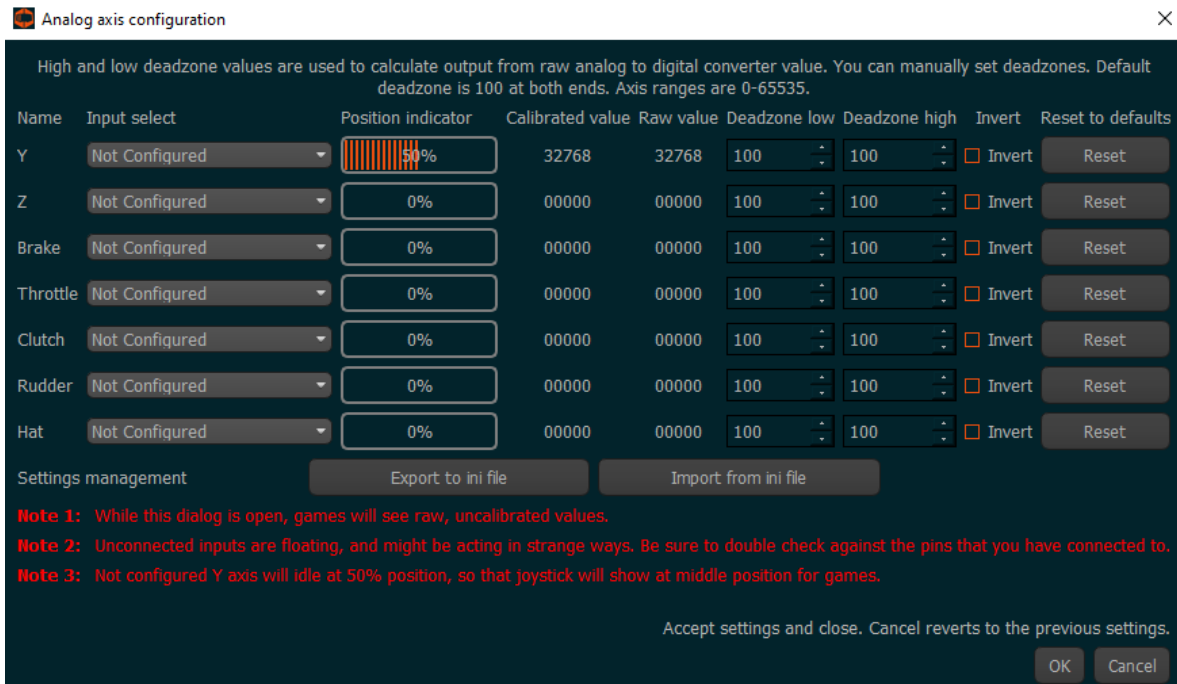 Analog axis configuration
High and low deadzone values are used to calculate output from raw analog to digital converter value. You can manually set deadzones. Default
deadzone is 100 at both ends. Axis ranges are 0-65535.
Name Input select Position indicator Calibrated value Raw value Deadzone low Deadzone high Invert Reset to defaults
Y Not Configured 50% 32768 32768 100 100 Invert Reset
Z Not Configured 0% 00000 00000 100 100 Invert Reset
Brake Not Configured 0% 00000 00000 100 100 Invert Reset
Throttle Not Configured 0% 00000 00000 100 100 Invert Reset
Clutch Not Configured 0% 00000 00000 100 100 Invert Reset
Rudder Not Configured 0% 00000 00000 100 100 Invert Reset
Hat Not Configured 0% 00000 00000 100 100 Invert Reset
Settings management Export to ini file Import from ini file
Note 1: While this dialog is open, games will see raw, uncalibrated values.
Note 2: Unconnected inputs are floating, and might be acting in strange ways. Be sure to double check against the pins that you have connected to.
Note 3: Not configured Y axis will idle at 50% position, so that joystick will show at middle position for games.
Accept settings and close. Cancel reverts to the previous settings.
OK Cancel